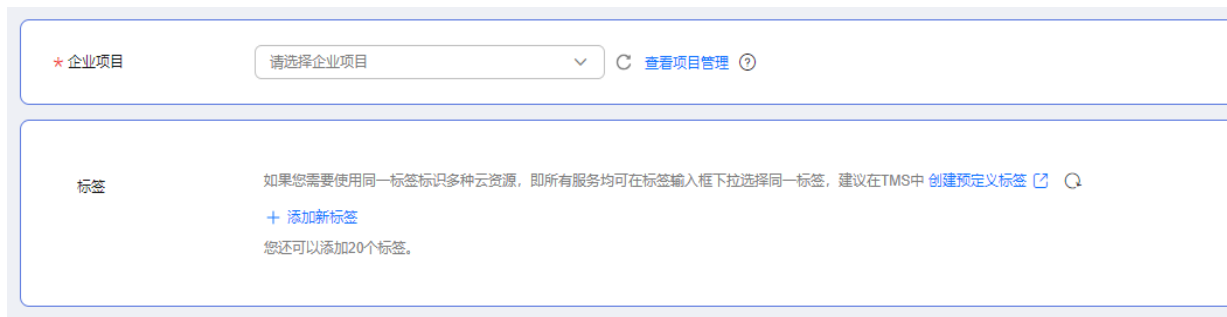 * 企业项目 请选择企业项目 查看项目管理 ?
标签 如果您需要使用同一标签标识多种云资源，即所有服务均可在标签输入框下拉选择同一标签，建议在TMS中 创建预定义标签
+ 添加新标签
您还可以添加20个标签。